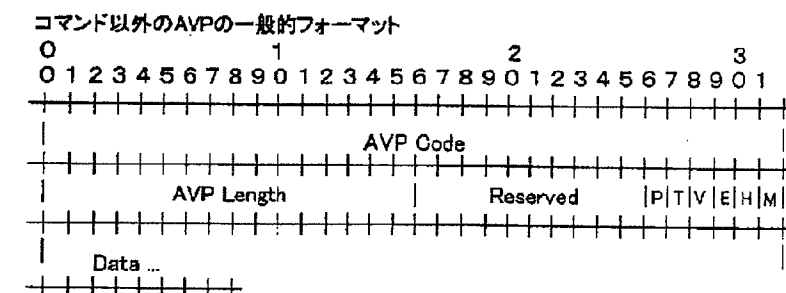 コマンド以外のAVPの一般的フォーマット
0 1 2 3
0 1 2 3 4 5 6 7 8 9 0 1 2 3 4 5 6 7 8 9 0 1 2 3 4 5 6 7 8 9 0 1
AVP Code
AVP Length Reserved |P|T|V|E|H|M|
Data ...